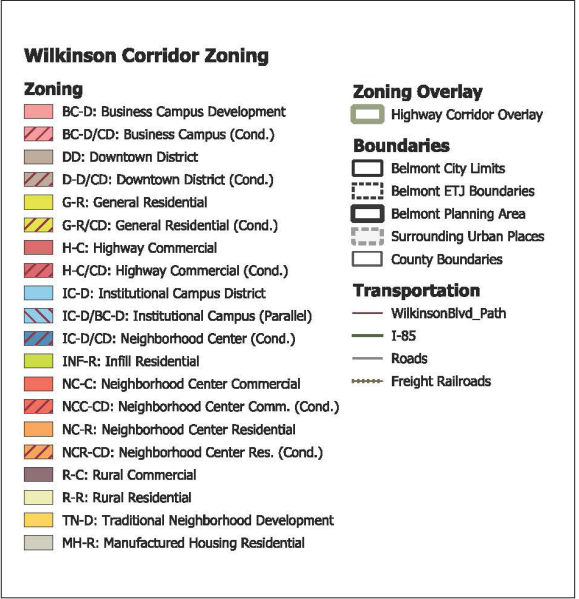 Wilkinson Corridor Zoning
Zoning
BC-D: Business Campus Development
BC-D/CD: Business Campus (Cond.)
DD: Downtown District
D-D/CD: Downtown District (Cond.)
G-R: General Residential
G-R/CD: General Residential (Cond.)
H-C: Highway Commercial
H-C/CD: Highway Commercial (Cond.)
IC-D: Institutional Campus District
IC-D/BC-D: Institutional Campus (Parallel)
IC-D/CD: Neighborhood Center (Cond.)
INF-R: Infill Residential
NC-C: Neighborhood Center Commercial
NCC-CD: Neighborhood Center Comm. (Cond.)
NC-R: Neighborhood Center Residential
NCR-CD: Neighborhood Center Res. (Cond.)
R-C: Rural Commercial
R-R: Rural Residential
TN-D: Traditional Neighborhood Development
MH-R: Manufactured Housing Residential
Zoning Overlay
Highway Corridor Overlay
Boundaries
Belmont City Limits
Belmont ETJ Boundaries
Belmont Planning Area
Surrounding Urban Places
County Boundaries
Transportation
WilkinsonBlvd_Path
I-85
Roads
Freight Railroads